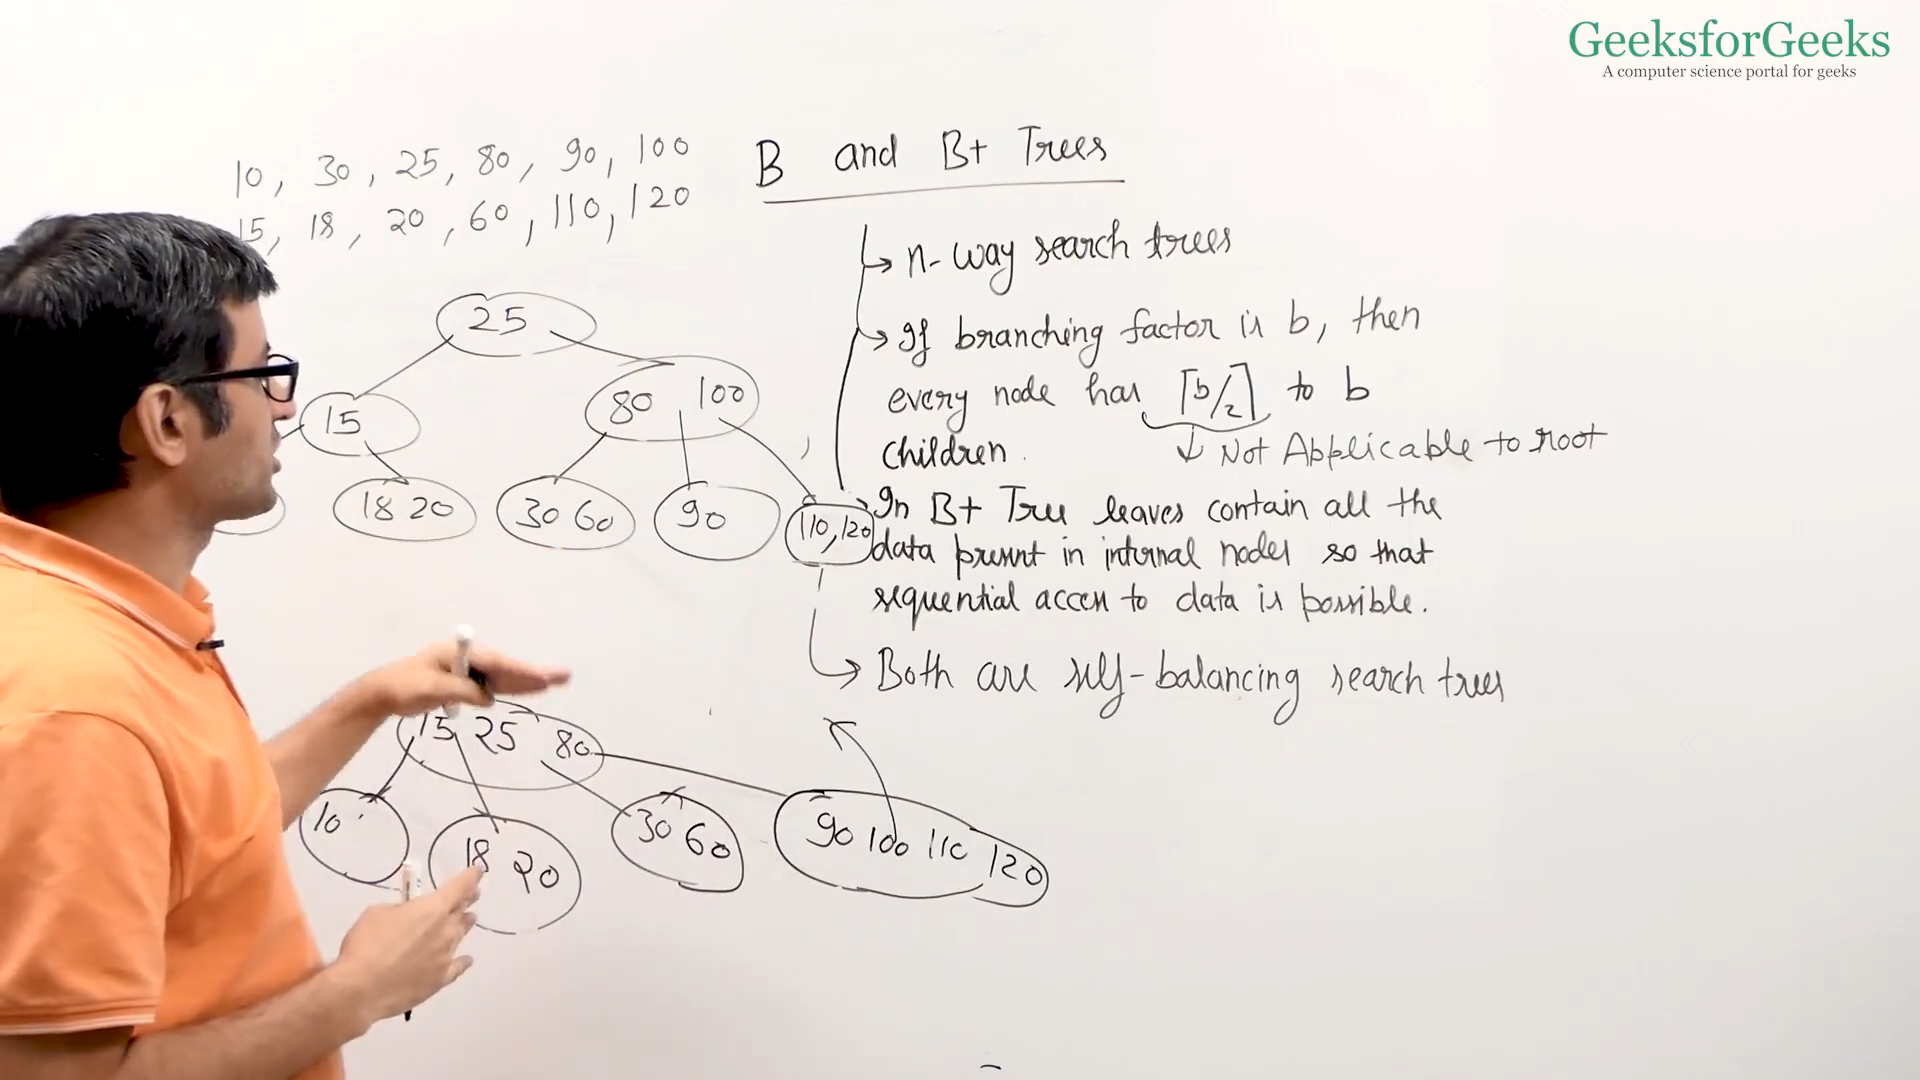 GeeksforGeeks
A computer science portal for geeks
10, 30, 25, 80, 90, 100
15, 18, 20, 60, 110, 120
B and B+ Trees
→ n-way search trees
→ If branching factor is b, then
every node has ⌈b/2⌉ to b
children.
↓ Not Applicable to root
→ In B+ Tree leaves contain all the
data present in internal nodes so that
sequential access to data is possible.
→ Both are self-balancing search trees
25
15
80 100
18 20
30 60
90
110, 120
15 25 80
10
18 20
30 60
90 100 110 120